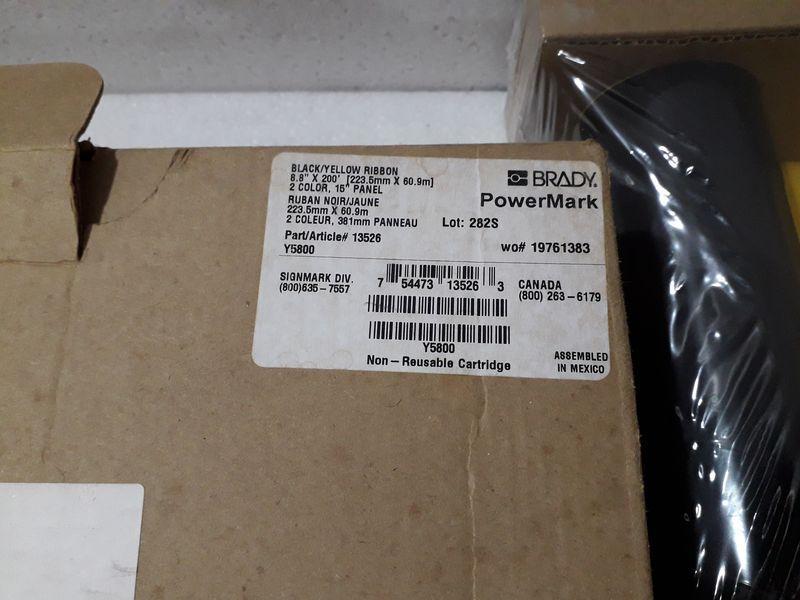 BLACK/YELLOW RIBBON
8.8" X 200' [223.5mm X 60.9m]
2 COLOR, 15" PANEL
RUBAN NOIR/JAUNE
223.5mm X 60.9m
2 COULEUR, 381mm PANNEAU
Part/Article# 13526
Y5800
BRADY.
PowerMark
Lot: 282S
wo# 19761383
SIGNMARK DIV.
(800)635-7557
7 54473 13526 3
CANADA
(800) 263-6179
Y5800
Non-Reusable Cartridge
ASSEMBLED
IN MEXICO